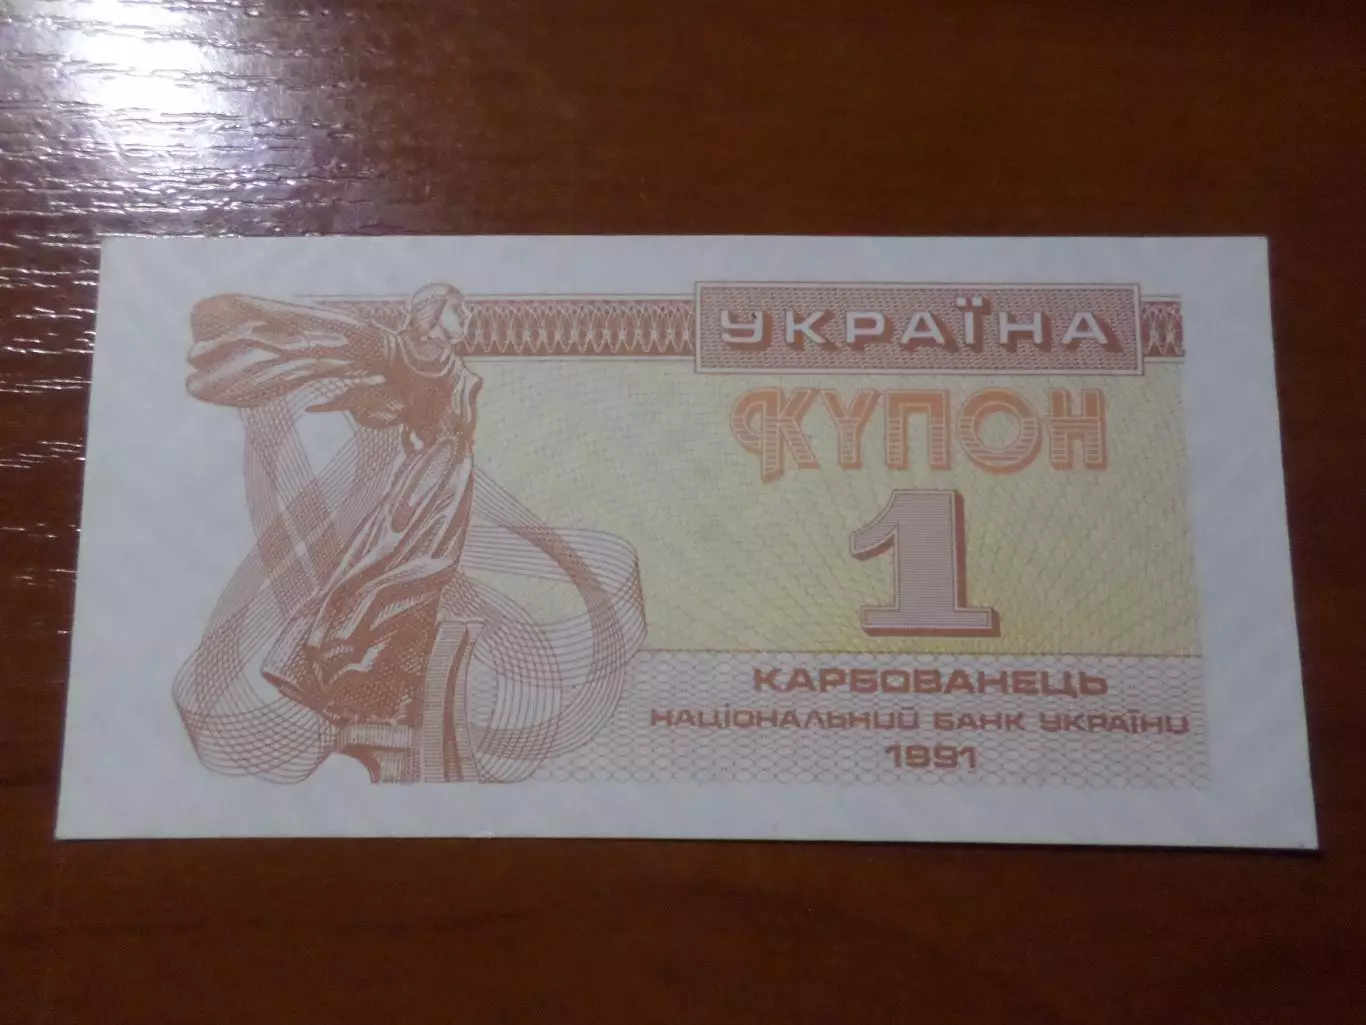 УКРАЇНА
КУПОН
1
КАРБОВАНЕЦЬ
НАЦІОНАЛЬНИЙ БАНК УКРАЇНИ
1991